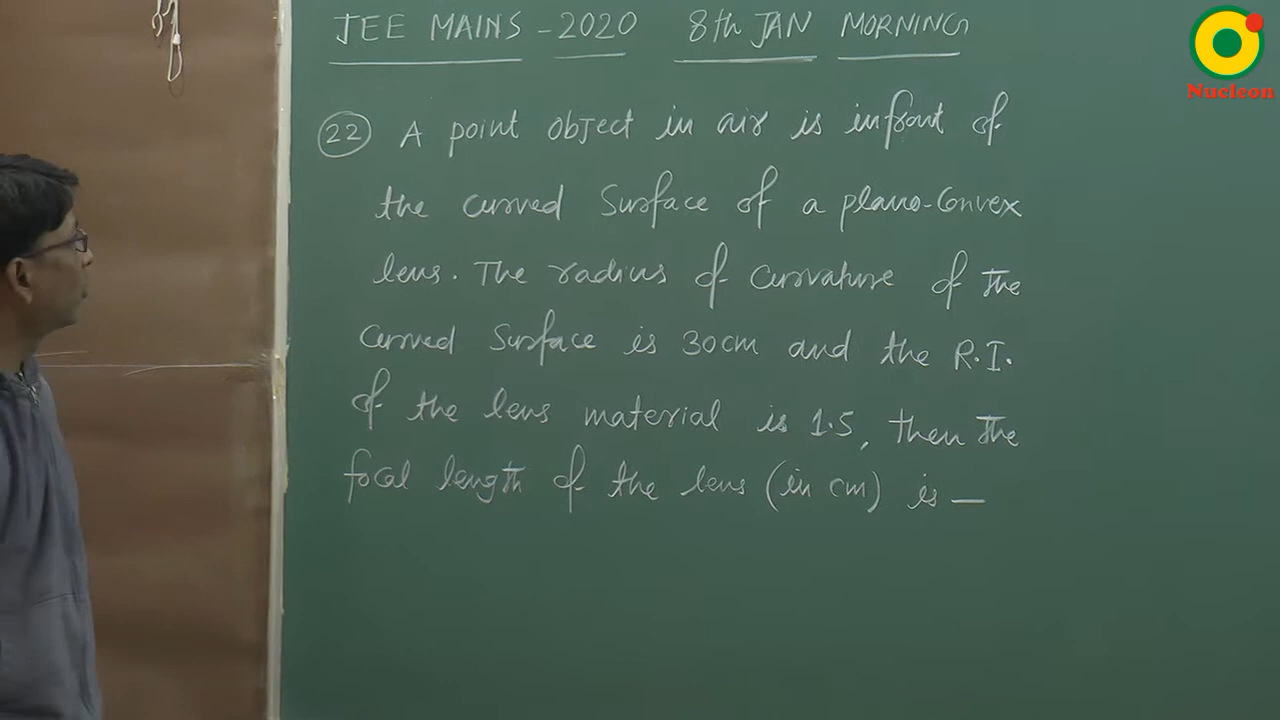 JEE MAINS - 2020 8th JAN MORNING
Nucleon
22 A point object in air is infront of
the curved Surface of a plano-Convex
lens. The radius of Curvature of the
Curved Surface is 30cm and the R.I.
of the lens material is 1.5, then the
focal length of the lens (in cm) is —